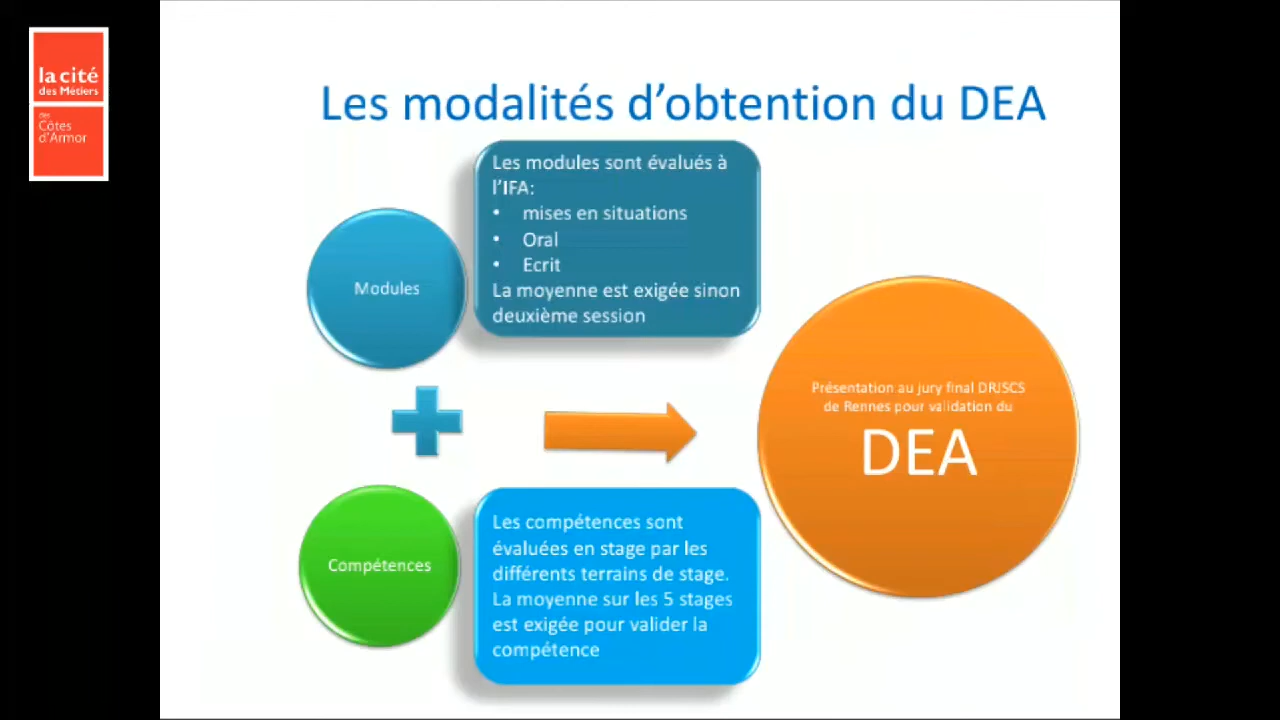 la cité
des Métiers
des
Côtes
d'Armor
Les modalités d'obtention du DEA
Les modules sont évalués à
l'IFA:
• mises en situations
• Oral
• Ecrit
La moyenne est exigée sinon
deuxième session
Modules
Présentation au jury final DRJSCS
de Rennes pour validation du
DEA
Compétences
Les compétences sont
évaluées en stage par les
différents terrains de stage.
La moyenne sur les 5 stages
est exigée pour valider la
compétence